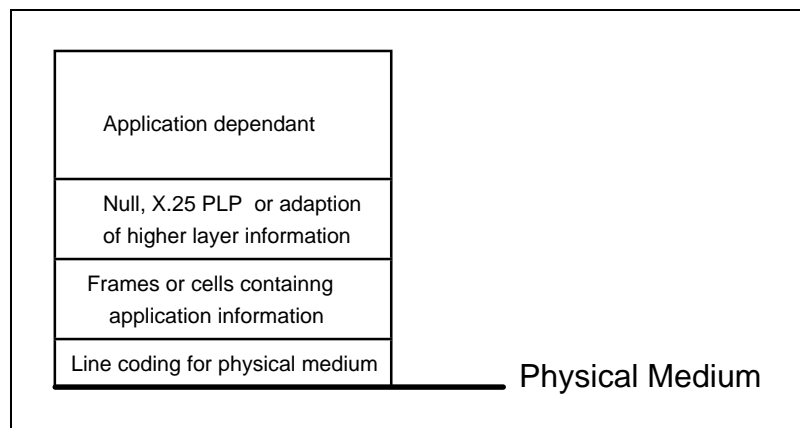 Application dependant
Null, X.25 PLP or adaption
of higher layer information
Frames or cells containng
application information
Line coding for physical medium
Physical Medium